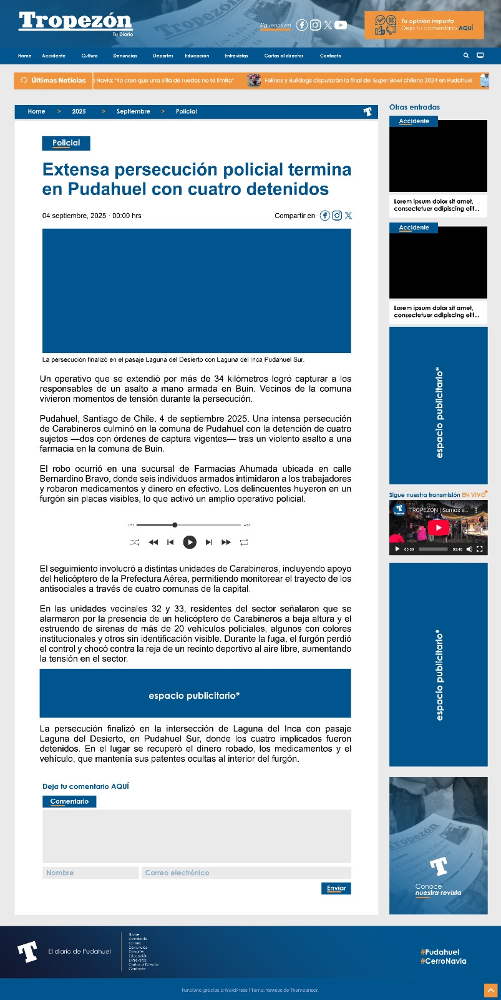 Tropezón
Tu Diario
Síguenos en
Tu opinión importa
Deja tu comentario AQUÍ
Home Accidente Cultura Denuncias Deportes Educación Entrevistas Cartas al director Contacto
Últimas Noticias
o Navia: "Yo creo que una silla de ruedas no te limita"
Felinos y Bulldogs disputarán la final del Super Bowl chileno 2024 en Pudahuel
Home > 2025 > Septiembre > Policial
Policial
Extensa persecución policial termina
en Pudahuel con cuatro detenidos
04 septiembre, 2025 · 00:00 hrs
Compartir en
La persecución finalizó en el pasaje Laguna del Desierto con Laguna del Inca Pudahuel Sur.
Un operativo que se extendió por más de 34 kilómetros logró capturar a los
responsables de un asalto a mano armada en Buin. Vecinos de la comuna
vivieron momentos de tensión durante la persecución.
Pudahuel, Santiago de Chile. 4 de septiembre 2025. Una intensa persecución
de Carabineros culminó en la comuna de Pudahuel con la detención de cuatro
sujetos —dos con órdenes de captura vigentes— tras un violento asalto a una
farmacia en la comuna de Buin.
El robo ocurrió en una sucursal de Farmacias Ahumada ubicada en calle
Bernardino Bravo, donde seis individuos armados intimidaron a los trabajadores
y robaron medicamentos y dinero en efectivo. Los delincuentes huyeron en un
furgón sin placas visibles, lo que activó un amplio operativo policial.
El seguimiento involucró a distintas unidades de Carabineros, incluyendo apoyo
del helicóptero de la Prefectura Aérea, permitiendo monitorear el trayecto de los
antisociales a través de cuatro comunas de la capital.
En las unidades vecinales 32 y 33, residentes del sector señalaron que se
alarmaron por la presencia de un helicóptero de Carabineros a baja altura y el
estruendo de sirenas de más de 20 vehículos policiales, algunos con colores
institucionales y otros sin identificación visible. Durante la fuga, el furgón perdió
el control y chocó contra la reja de un recinto deportivo al aire libre, aumentando
la tensión en el sector.
espacio publicitario*
La persecución finalizó en la intersección de Laguna del Inca con pasaje
Laguna del Desierto, en Pudahuel Sur, donde los cuatro implicados fueron
detenidos. En el lugar se recuperó el dinero robado, los medicamentos y el
vehículo, que mantenía sus patentes ocultas al interior del furgón.
Deja tu comentario AQUÍ
Comentario
Nombre
Correo electrónico
Enviar
Otras entradas
Accidente
Lorem ipsum dolor sit amet,
consectetuer adipiscing elit...
Accidente
Lorem ipsum dolor sit amet,
consectetuer adipiscing elit...
espacio publicitario*
Sigue nuestra transmisión EN VIVO
TROPEZÓN | Somos e...
00:00
00:46
espacio publicitario*
Tropezón
Conoce
nuestra revista
El diario de Pudahuel
Home
Accidente
Cultura
Denuncias
Deportes
Educación
Entrevistas
Cartas al Director
Contacto
#Pudahuel
#CerroNavia
Funciona gracias a WordPress | Tema: Newses de Themeansar.